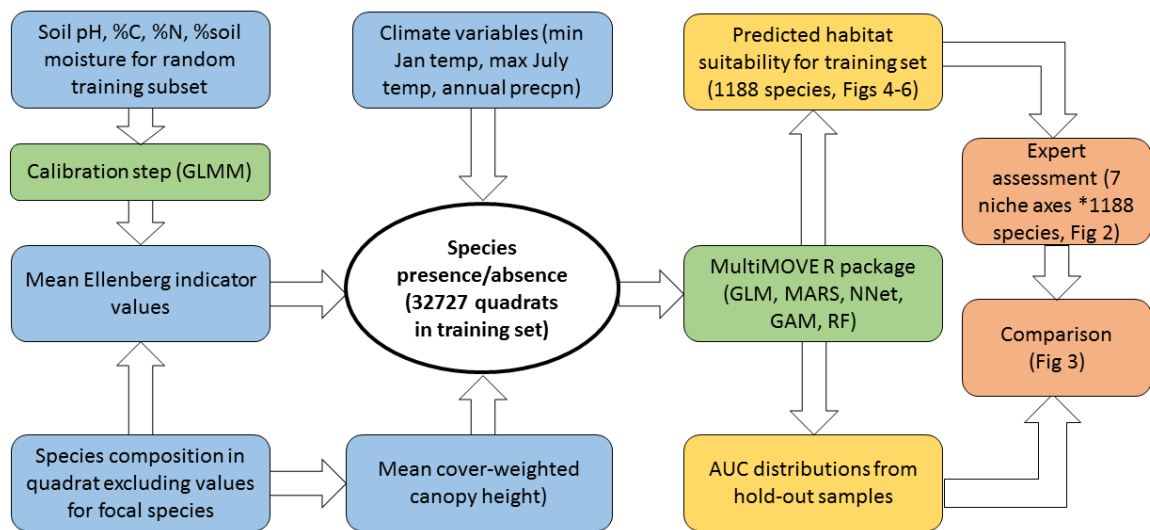 Soil pH, %C, %N, %soil
moisture for random
training subset
Calibration step (GLMM)
Mean Ellenberg indicator
values
Species composition in
quadrat excluding values
for focal species
Climate variables (min
Jan temp, max July
temp, annual precpn)
Species
presence/absence
(32727 quadrats
in training set)
Mean cover-weighted
canopy height)
Predicted habitat
suitability for training set
(1188 species, Figs 4-6)
MultiMOVE R package
(GLM, MARS, NNet,
GAM, RF)
AUC distributions from
hold-out samples
Expert
assessment (7
niche axes *1188
species, Fig 2)
Comparison
(Fig 3)